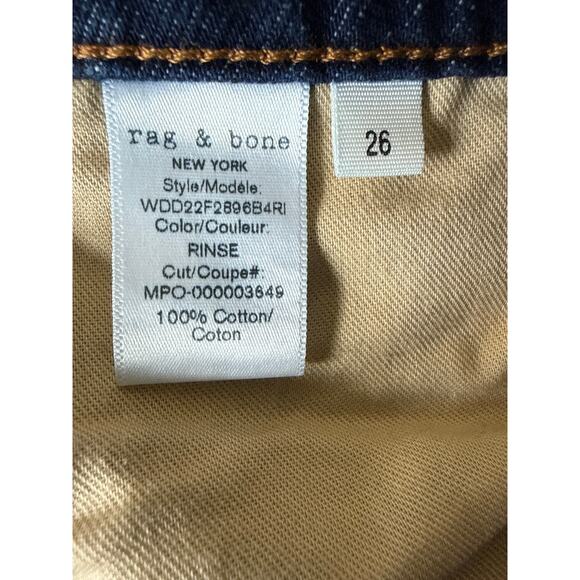 rag & bone
NEW YORK
Style/Modèle:
WDD22F2896B4RI
Color/Couleur:
RINSE
Cut/Coupe#:
MPO-000003649
100% Cotton/
Coton
26